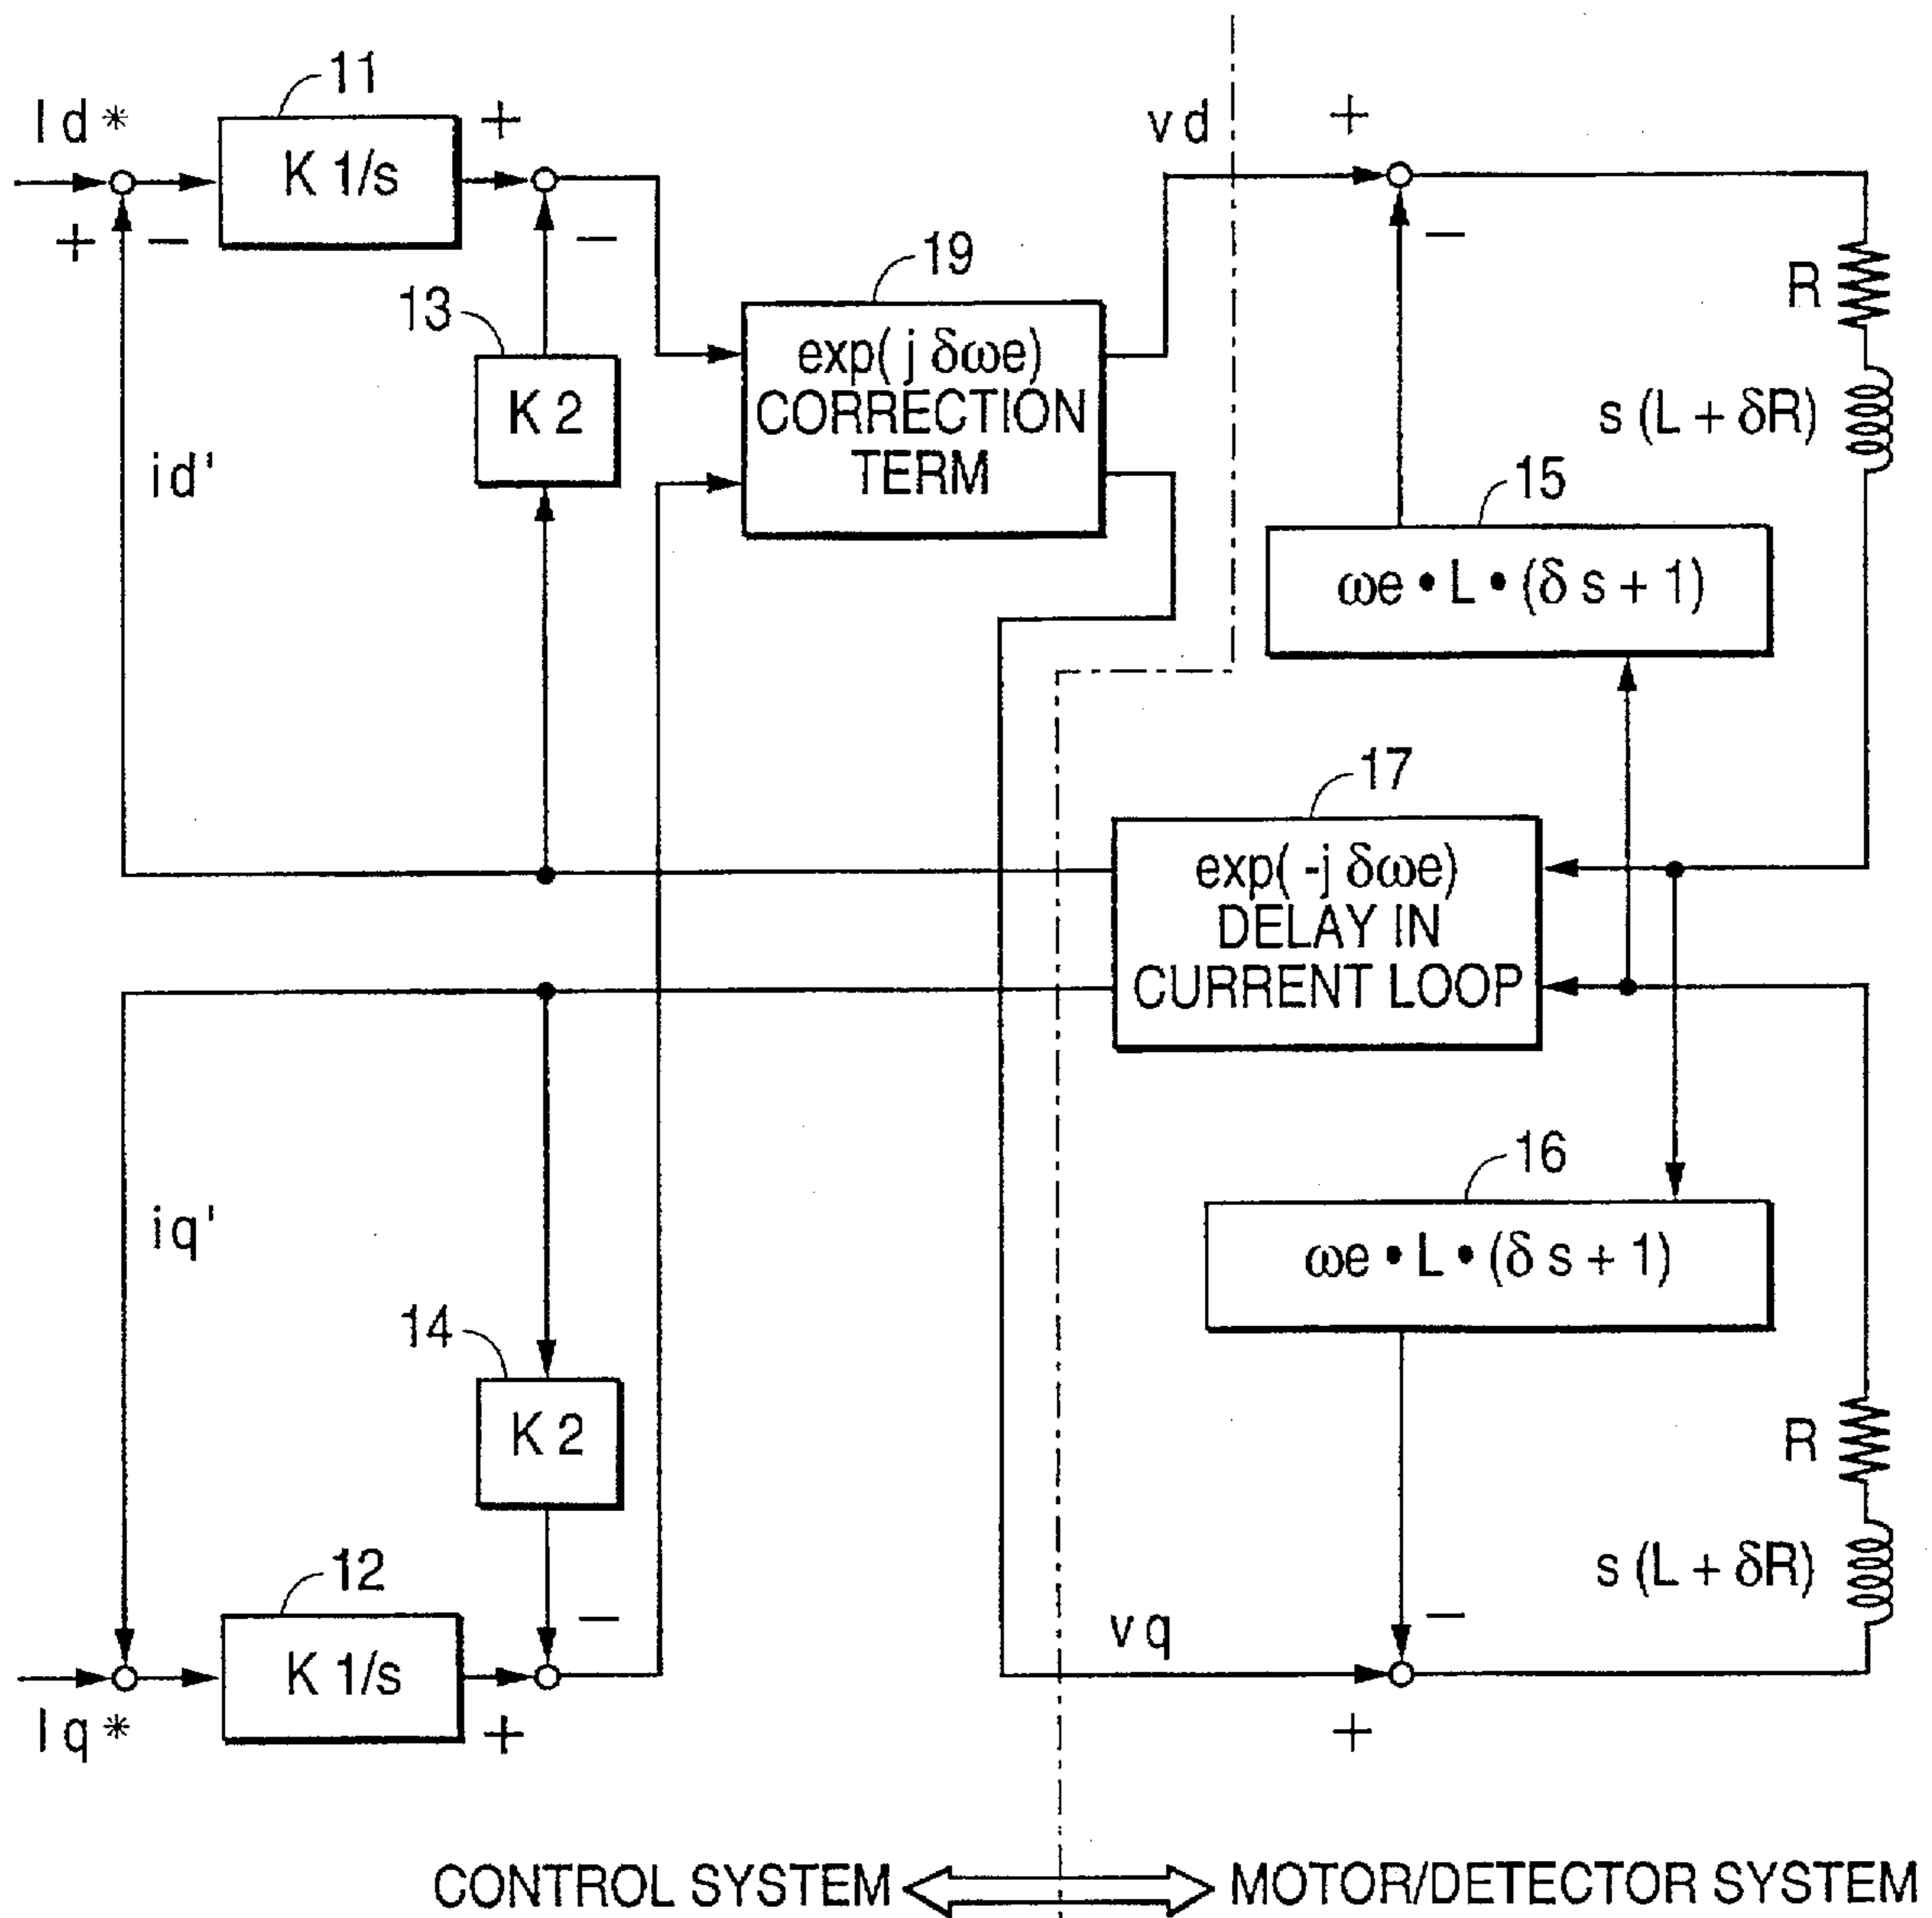 11
Id*
+
vd
+
K 1/s
+
−
−
−
19
R
13
exp( j δωe)
CORRECTION
TERM
K 2
s (L + δR)
id'
15
ωe • L • (δ s + 1)
17
exp( -j δωe)
DELAY IN
CURRENT LOOP
16
iq'
ωe • L • (δ s + 1)
14
K 2
R
12
s (L + δR)
−
−
vq
K 1/s
Iq*
+
+
CONTROL SYSTEM
MOTOR/DETECTOR SYSTEM